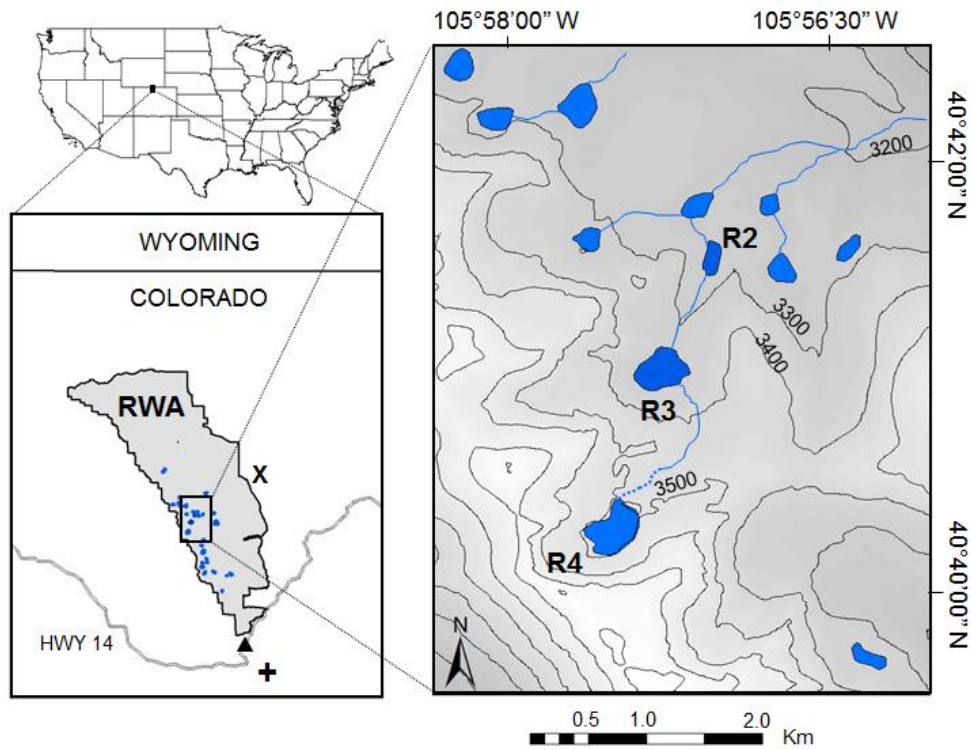 105°58’00” W
105°56’30” W
40°42’00” N
3200
R2
3300
3400
R3
3500
R4
40°40’00” N
N
WYOMING
COLORADO
RWA
X
HWY 14
+
0.5 1.0 2.0
Km